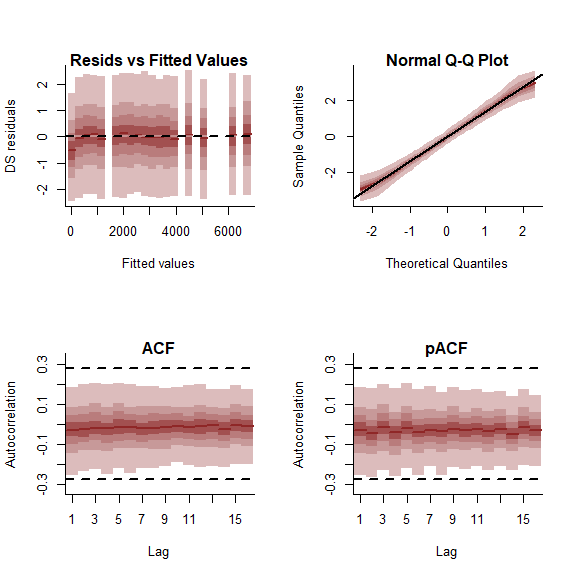 Resids vs Fitted Values
DS residuals
2
1
0
-1
-2
0 2000 4000 6000
Fitted values
Normal Q-Q Plot
Sample Quantiles
2
0
-2
-2 -1 0 1 2
Theoretical Quantiles
ACF
Autocorrelation
0.3
0.1
-0.1
-0.3
1 3 5 7 9 11 15
Lag
pACF
Autocorrelation
0.3
0.1
-0.1
-0.3
1 3 5 7 9 11 15
Lag